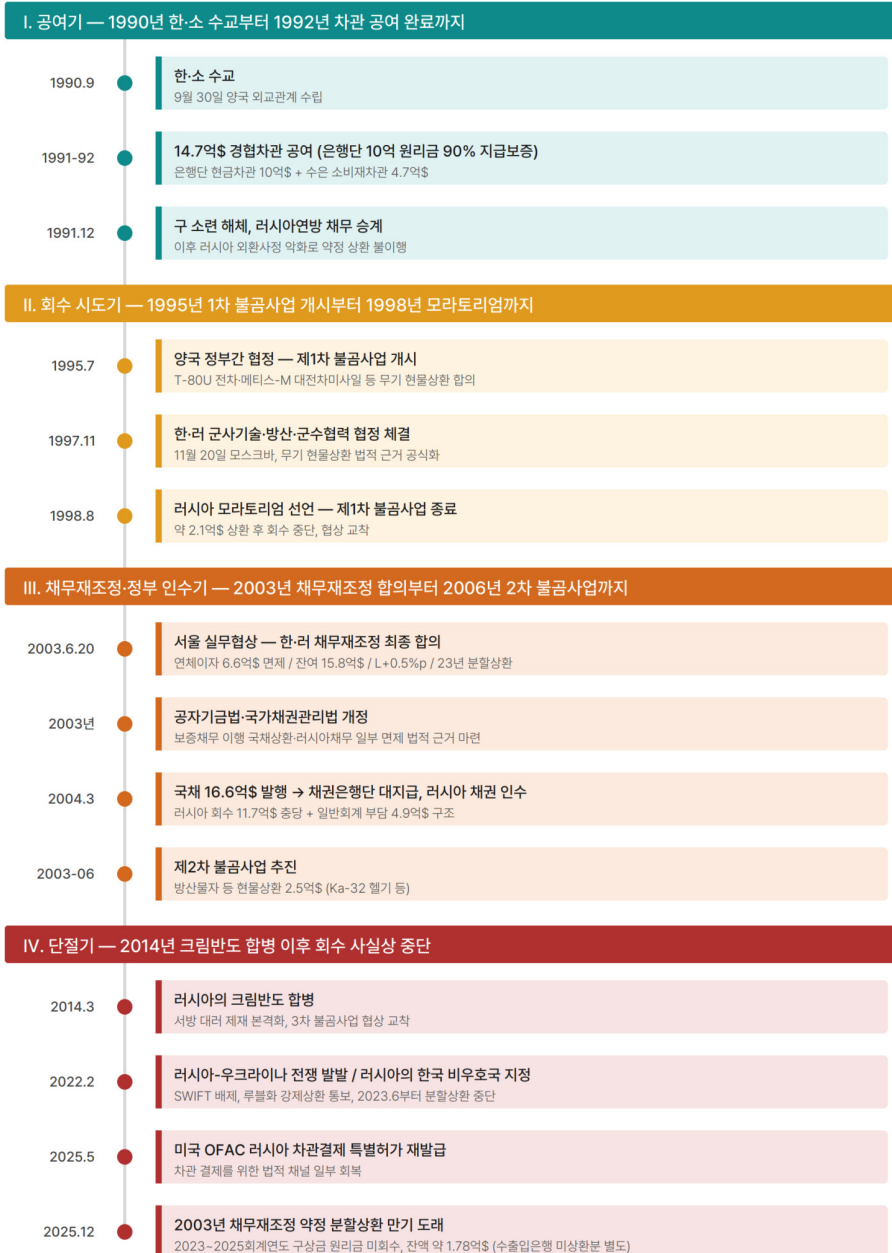 I. 공여기 — 1990년 한·소 수교부터 1992년 차관 공여 완료까지
1990.9
한·소 수교
9월 30일 양국 외교관계 수립
1991-92
14.7억$ 경협차관 공여 (은행단 10억 원리금 90% 지급보증)
은행단 현금차관 10억$ + 수은 소비재차관 4.7억$
1991.12
구 소련 해체, 러시아연방 채무 승계
이후 러시아 외환사정 악화로 약정 상환 불이행
II. 회수 시도기 — 1995년 1차 불곰사업 개시부터 1998년 모라토리엄까지
1995.7
양국 정부간 협정 — 제1차 불곰사업 개시
T-80U 전차·메티스-M 대전차미사일 등 무기 현물상환 합의
1997.11
한·러 군사기술·방산·군수협력 협정 체결
11월 20일 모스크바, 무기 현물상환 법적 근거 공식화
1998.8
러시아 모라토리엄 선언 — 제1차 불곰사업 종료
약 2.1억$ 상환 후 회수 중단, 협상 교착
III. 채무재조정·정부 인수기 — 2003년 채무재조정 합의부터 2006년 2차 불곰사업까지
2003.6.20
서울 실무협상 — 한·러 채무재조정 최종 합의
연체이자 6.6억$ 면제 / 잔여 15.8억$ / L+0.5%p / 23년 분할상환
2003년
공자기금법·국가채권관리법 개정
보증채무 이행 국채상환·러시아채무 일부 면제 법적 근거 마련
2004.3
국채 16.6억$ 발행 → 채권은행단 대지급, 러시아 채권 인수
러시아 회수 11.7억$ 충당 + 일반회계 부담 4.9억$ 구조
2003-06
제2차 불곰사업 추진
방산물자 등 현물상환 2.5억$ (Ka-32 헬기 등)
IV. 단절기 — 2014년 크림반도 합병 이후 회수 사실상 중단
2014.3
러시아의 크림반도 합병
서방 대러 제재 본격화, 3차 불곰사업 협상 교착
2022.2
러시아-우크라이나 전쟁 발발 / 러시아의 한국 비우호국 지정
SWIFT 배제, 루블화 강제상환 통보, 2023.6부터 분할상환 중단
2025.5
미국 OFAC 러시아 차관결제 특별허가 재발급
차관 결제를 위한 법적 채널 일부 회복
2025.12
2003년 채무재조정 약정 분할상환 만기 도래
2023~2025회계연도 구상금 원리금 미회수, 잔액 약 1.78억$ (수출입은행 미상환분 별도)